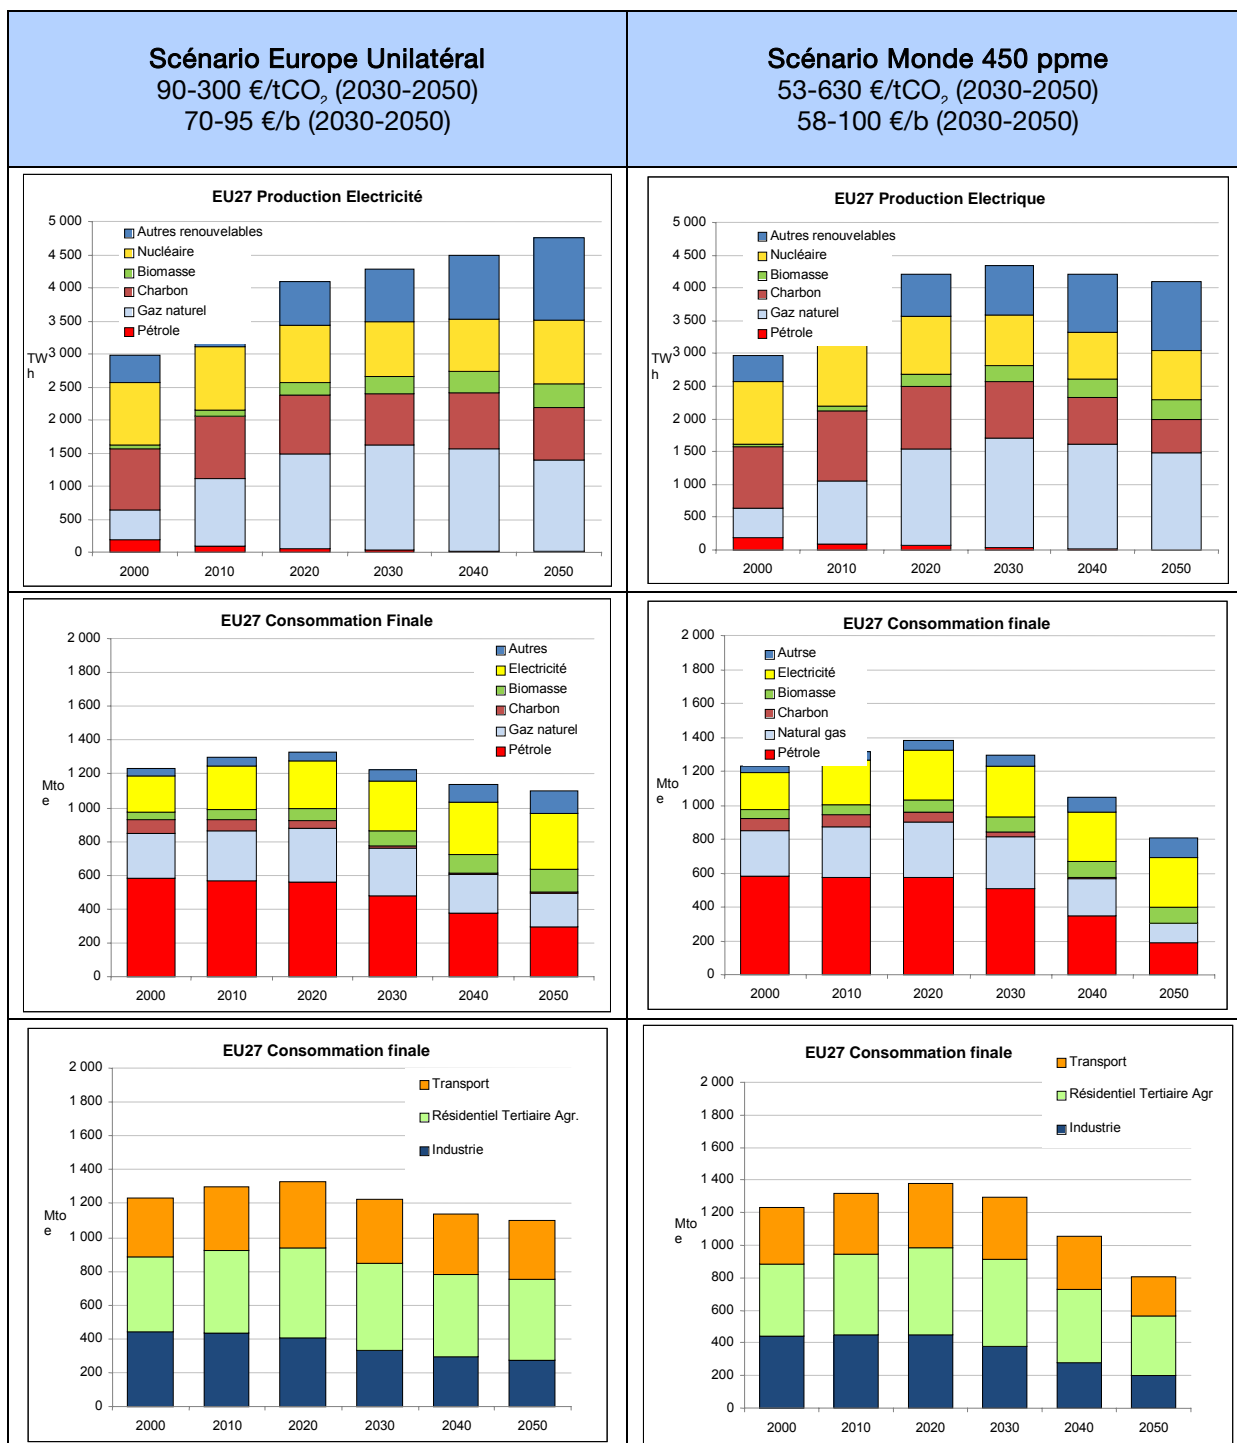 Scénario Europe Unilatéral
90-300 €/tCO2 (2030-2050)
70-95 €/b (2030-2050)
Scénario Monde 450 ppme
53-630 €/tCO2 (2030-2050)
58-100 €/b (2030-2050)
EU27 Production Electricité
5 000
4 500
4 000
3 500
3 000
2 500
2 000
1 500
1 000
500
0
TW
h
Autres renouvelables
Nucléaire
Biomasse
Charbon
Gaz naturel
Pétrole
2000 2010 2020 2030 2040 2050
EU27 Production Electrique
5 000
4 500
4 000
3 500
3 000
2 500
2 000
1 500
1 000
500
0
TW
h
Autres renouvelables
Nucléaire
Biomasse
Charbon
Gaz naturel
Pétrole
2000 2010 2020 2030 2040 2050
EU27 Consommation Finale
2 000
1 800
1 600
1 400
1 200
1 000
800
600
400
200
0
Mto
e
Autres
Electricité
Biomasse
Charbon
Gaz naturel
Pétrole
2000 2010 2020 2030 2040 2050
EU27 Consommation finale
2 000
1 800
1 600
1 400
1 200
1 000
800
600
400
200
0
Mto
e
Autrse
Electricité
Biomasse
Charbon
Natural gas
Pétrole
2000 2010 2020 2030 2040 2050
EU27 Consommation finale
2 000
1 800
1 600
1 400
1 200
1 000
800
600
400
200
0
Mto
e
Transport
Résidentiel Tertiaire Agr.
Industrie
2000 2010 2020 2030 2040 2050
EU27 Consommation finale
2 000
1 800
1 600
1 400
1 200
1 000
800
600
400
200
0
Mto
e
Transport
Résidentiel Tertiaire Agr
Industrie
2000 2010 2020 2030 2040 2050